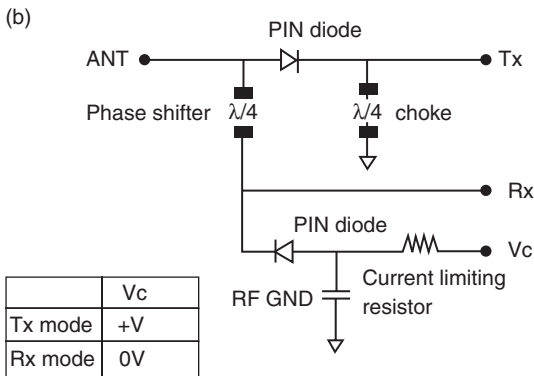 (b)
PIN diode
ANT
Tx
Phase shifter
λ/4
λ/4
choke
Rx
PIN diode
Vc
RF GND
Current limiting
resistor
Vc
Tx mode +V
Rx mode 0V